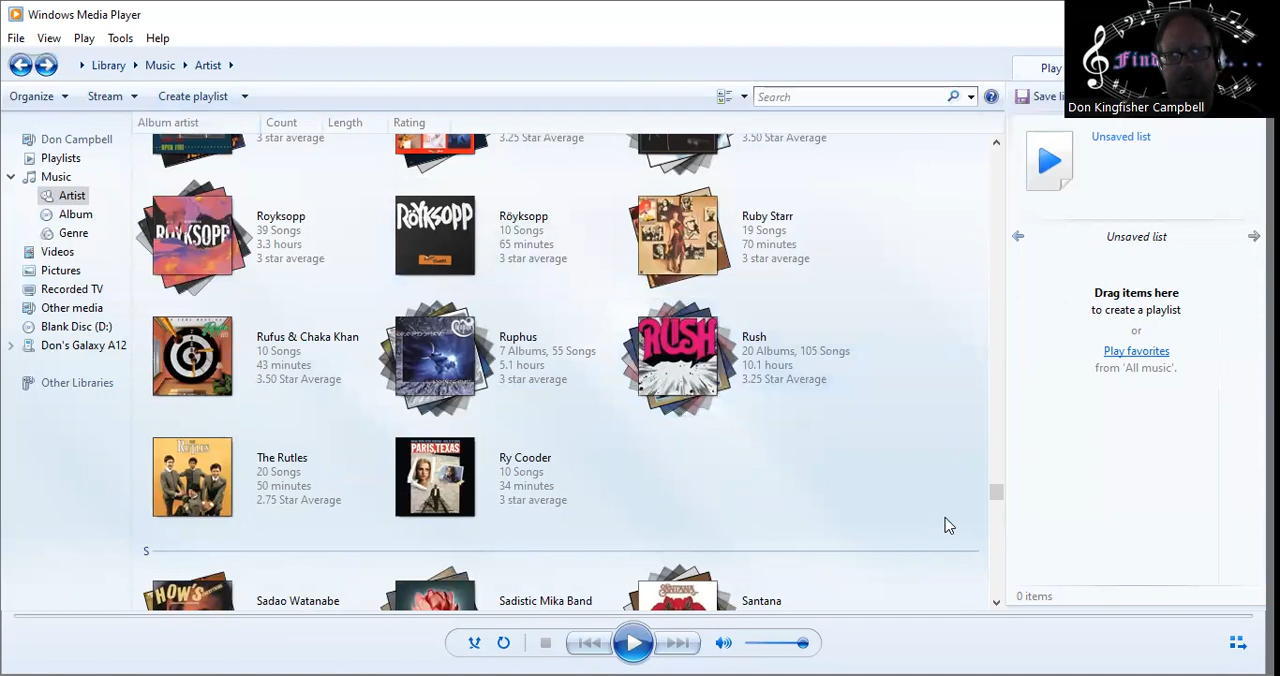 Windows Media Player
File View Play Tools Help
Library Music Artist
Play
Don Kingfisher Campbell
Organize Stream Create playlist
Search
Save li
Album artist Count Length Rating
Don Campbell
Playlists
Music
Artist
Album
Genre
Videos
Pictures
Recorded TV
Other media
Blank Disc (D:)
Don's Galaxy A12
Other Libraries
3 star average
3.25 Star Average
3.50 Star Average
RÖYKSOPP
Royksopp
39 Songs
3.3 hours
3 star average
RöYKSOPP
Röyksopp
10 Songs
65 minutes
3 star average
Ruby Starr
19 Songs
70 minutes
3 star average
Rufus & Chaka Khan
10 Songs
43 minutes
3.50 Star Average
Ruphus
7 Albums, 55 Songs
5.1 hours
3 star average
RUSH
Rush
20 Albums, 105 Songs
10.1 hours
3.25 Star Average
THE RUTLES
The Rutles
20 Songs
50 minutes
2.75 Star Average
PARIS, TEXAS
Ry Cooder
10 Songs
34 minutes
3 star average
S
HOW'S
Sadao Watanabe
Sadistic Mika Band
Santana
Unsaved list
Unsaved list
Drag items here
to create a playlist
or
Play favorites
from 'All music'.
0 items